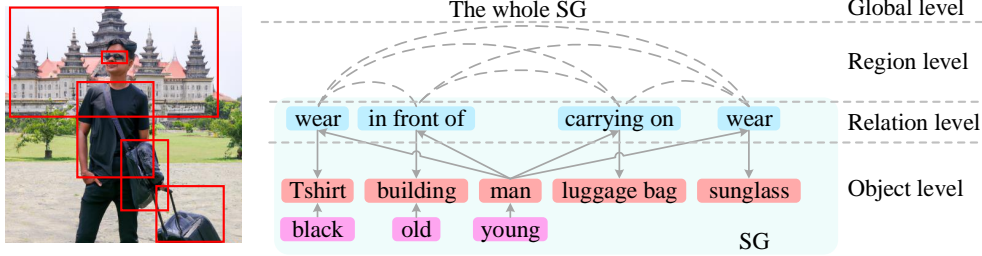 The whole SG
Global level
Region level
wear in front of carrying on wear
Relation level
Tshirt building man luggage bag sunglass
Object level
black old young
SG